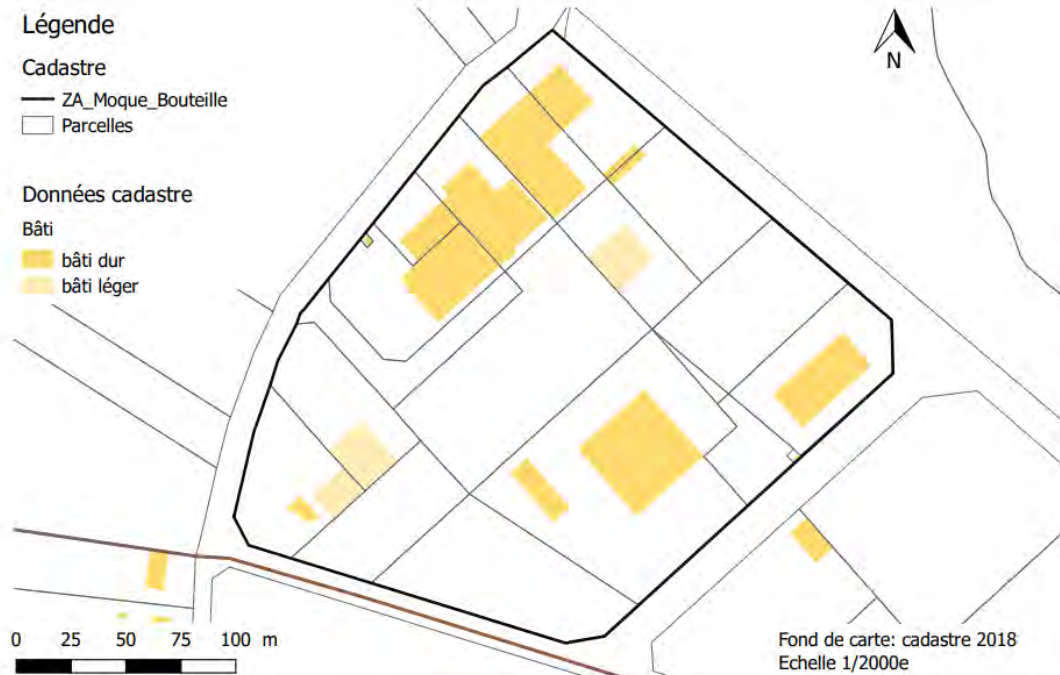 Légende
Cadastre
ZA_Moque_Bouteille
Parcelles
Données cadastre
Bâti
bâti dur
bâti léger
N
0 25 50 75 100 m
Fond de carte: cadastre 2018
Echelle 1/2000e